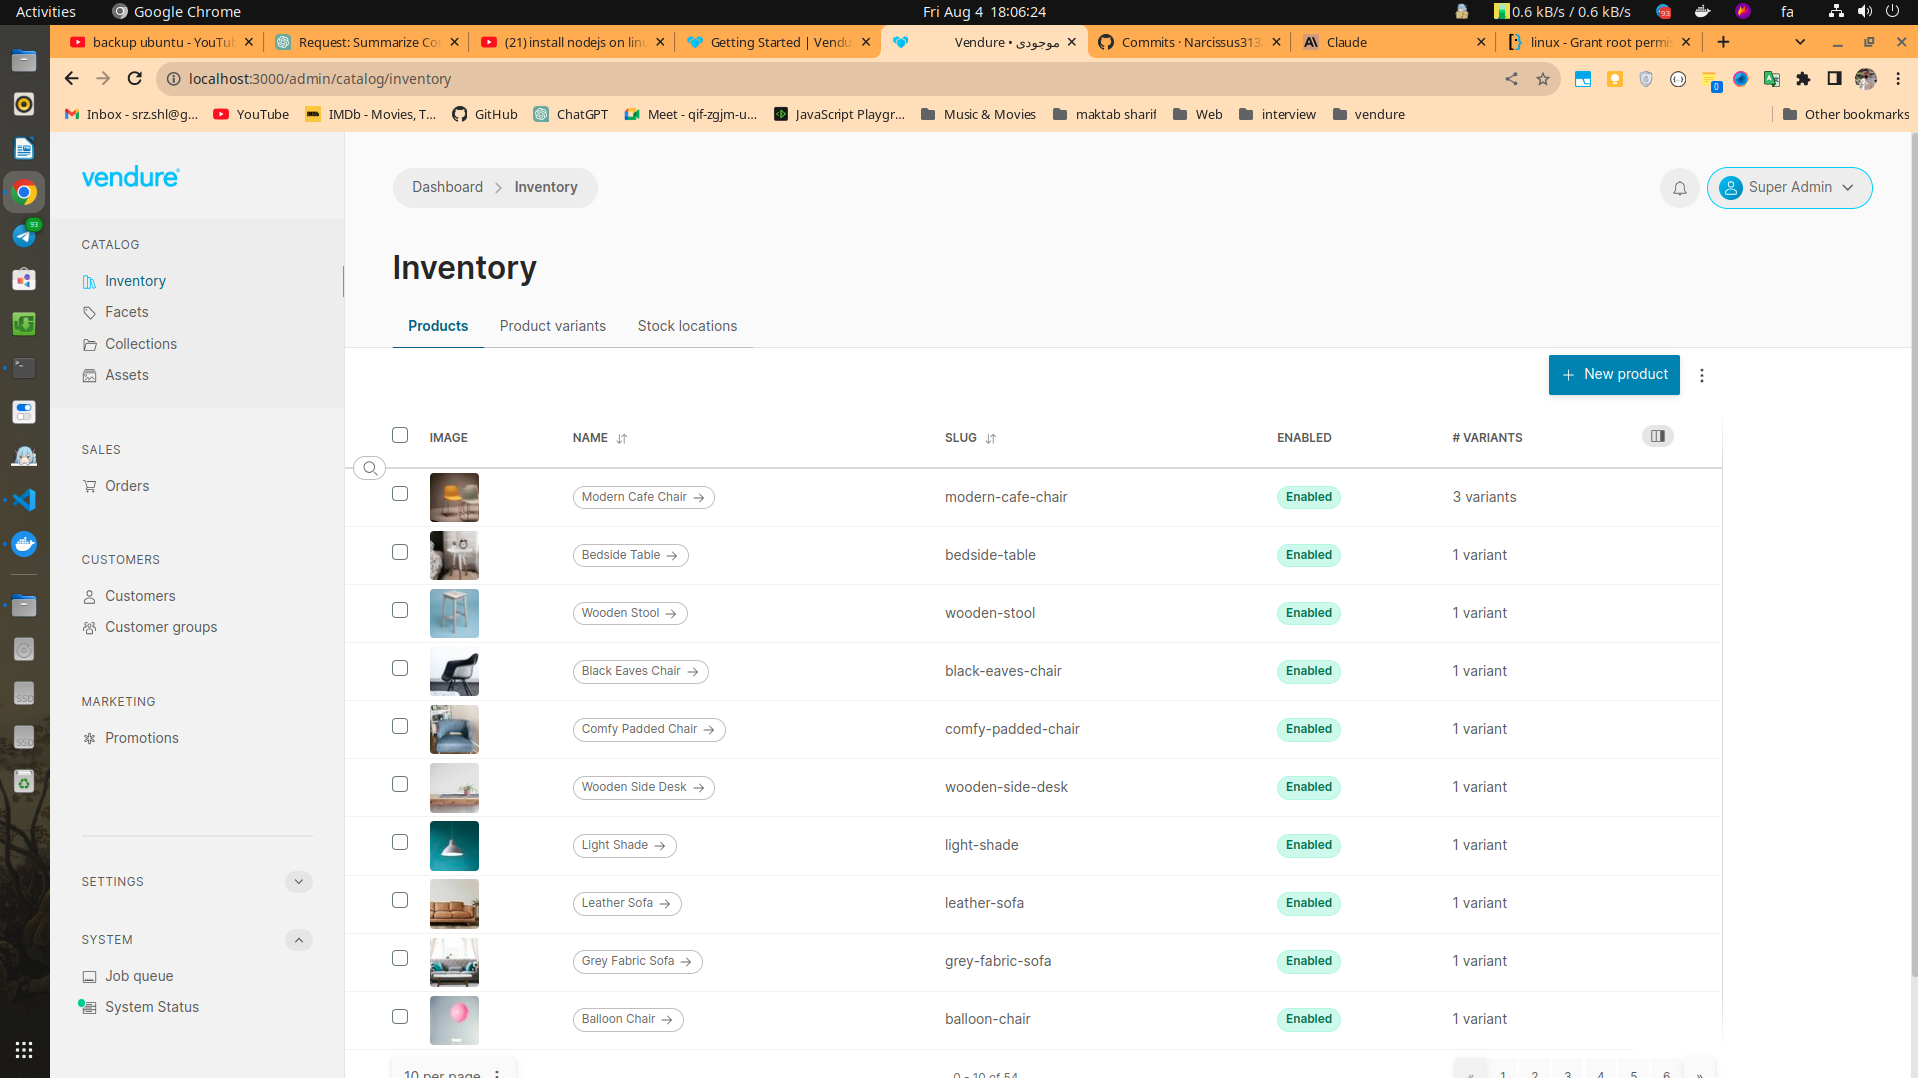 Activities Google Chrome Fri Aug 4 18:06:24 0.6 kB/s / 0.6 kB/s 93 fa
backup ubuntu - YouTub Request: Summarize Co (21) install nodejs on linu Getting Started | Vendu موجودی • Vendure Commits · Narcissus313 Claude linux - Grant root permis
localhost:3000/admin/catalog/inventory 0
Inbox - srz.shl@g... YouTube IMDb - Movies, T... GitHub ChatGPT Meet - qif-zgjm-u... JavaScript Playgr... Music & Movies maktab sharif Web interview vendure Other bookmarks
93
SSD
SSD
vendure
CATALOG
Inventory
Facets
Collections
Assets
SALES
Orders
CUSTOMERS
Customers
Customer groups
MARKETING
Promotions
SETTINGS
SYSTEM
Job queue
System Status
Dashboard Inventory Super Admin
Inventory
Products Product variants Stock locations
New product
IMAGE NAME SLUG ENABLED # VARIANTS
Modern Cafe Chair modern-cafe-chair Enabled 3 variants
Bedside Table bedside-table Enabled 1 variant
Wooden Stool wooden-stool Enabled 1 variant
Black Eaves Chair black-eaves-chair Enabled 1 variant
Comfy Padded Chair comfy-padded-chair Enabled 1 variant
Wooden Side Desk wooden-side-desk Enabled 1 variant
Light Shade light-shade Enabled 1 variant
Leather Sofa leather-sofa Enabled 1 variant
Grey Fabric Sofa grey-fabric-sofa Enabled 1 variant
Balloon Chair balloon-chair Enabled 1 variant
10 per page 0 - 10 of 54 « 1 2 3 4 5 6 »